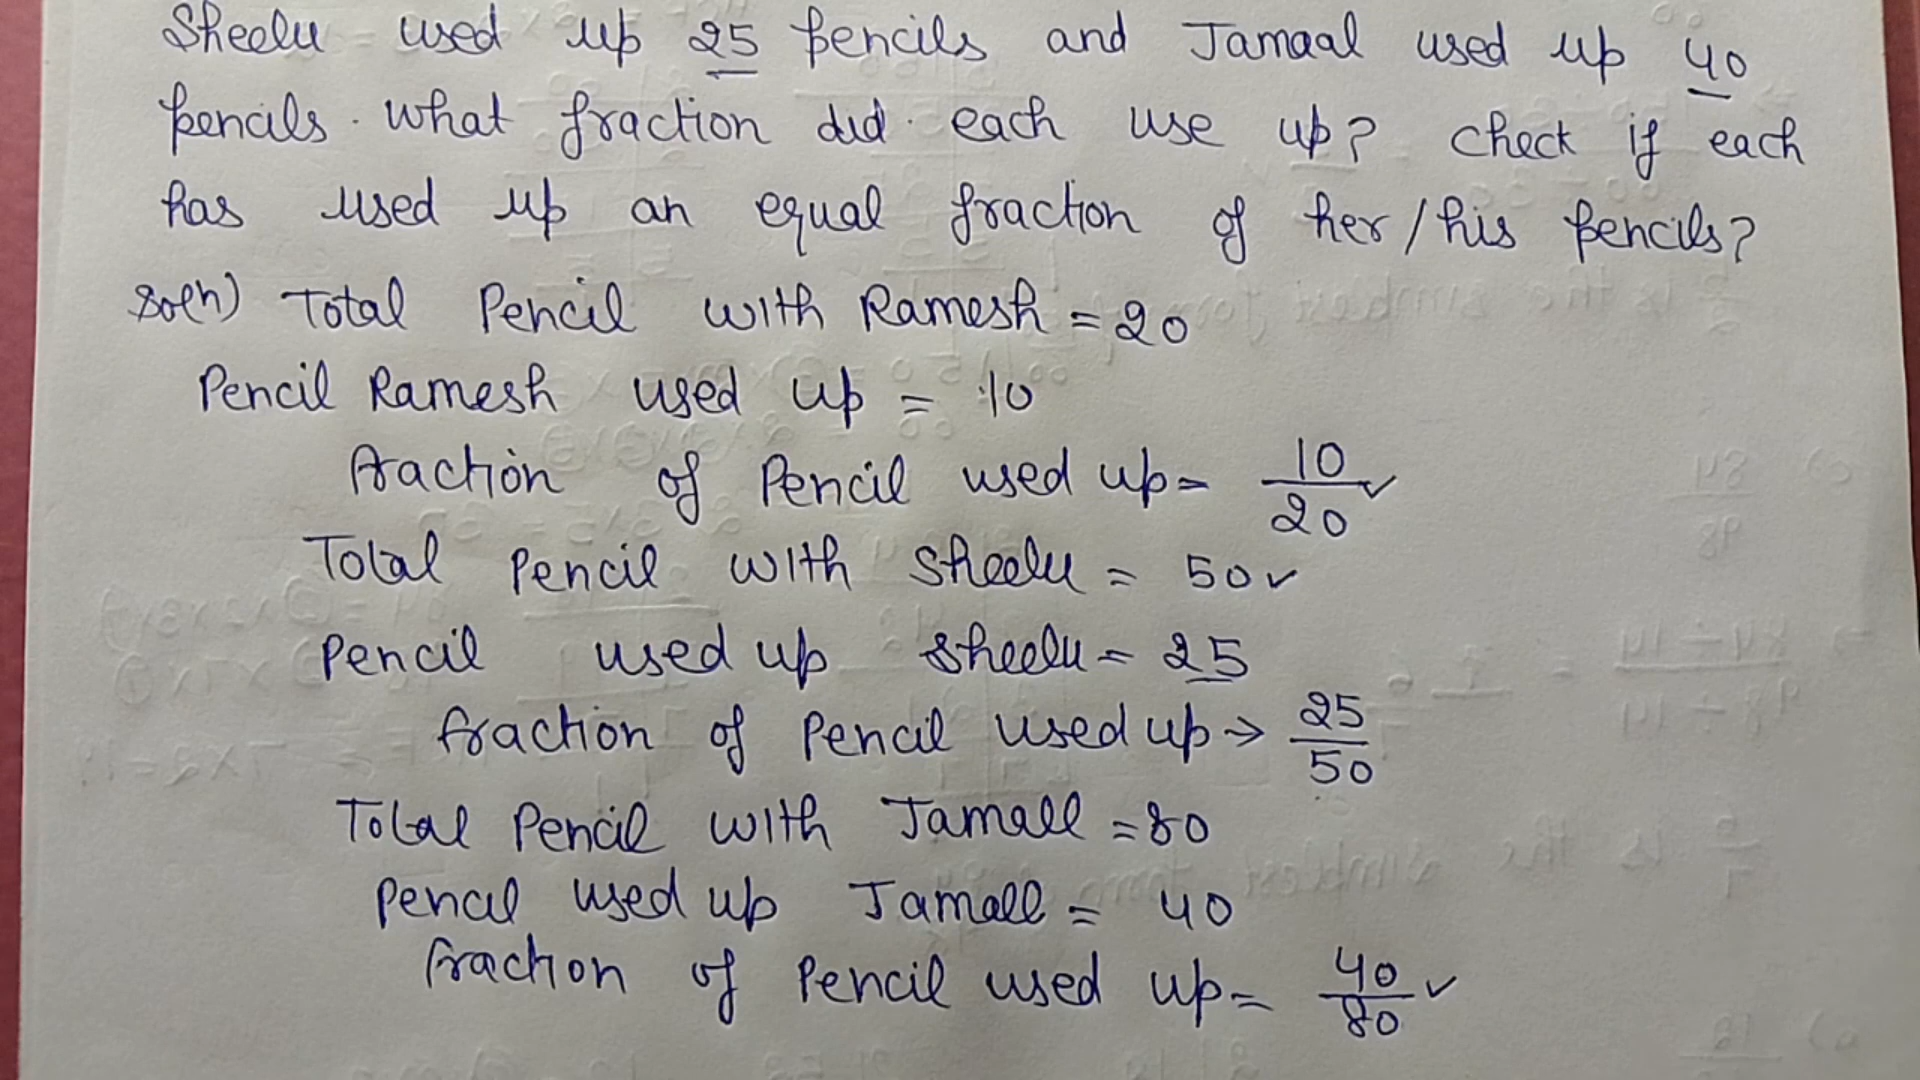 Sheelu used up 25 pencils and Jamaal used up 40
pencils. What fraction did each use up? check if each
has used up an equal fraction of her/his pencils?
Soln) Total Pencil with Ramesh = 20
Pencil Ramesh used up = 10
fraction of Pencil used up = 10/20 ✓
Total Pencil with Sheelu = 50 ✓
Pencil used up Sheelu = 25
fraction of Pencil used up → 25/50
Total Pencil with Jamall = 80
Pencil used up Jamall = 40
fraction of Pencil used up = 40/80 ✓